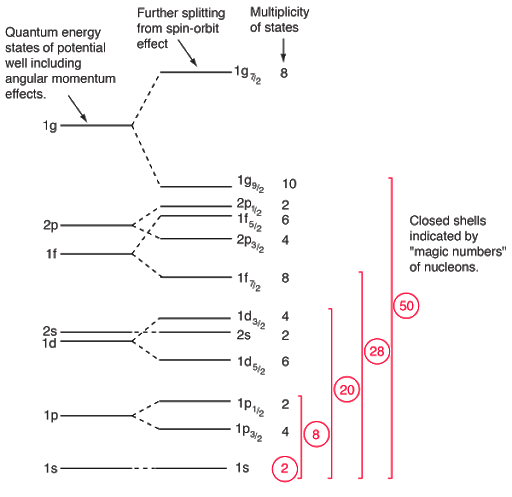 Quantum energy
states of potential
well including
angular momentum
effects.
Further splitting
from spin-orbit
effect
Multiplicity
of states
1g
1g7/2 8
1g9/2 10
2p
2p1/2 2
1f5/2 6
2p3/2 4
1f
1f7/2 8
1d3/2 4
2s
2s 2
1d
1d5/2 6
1p
1p1/2 2
1p3/2 4
1s
1s 2
8
20
28
50
Closed shells
indicated by
"magic numbers"
of nucleons.